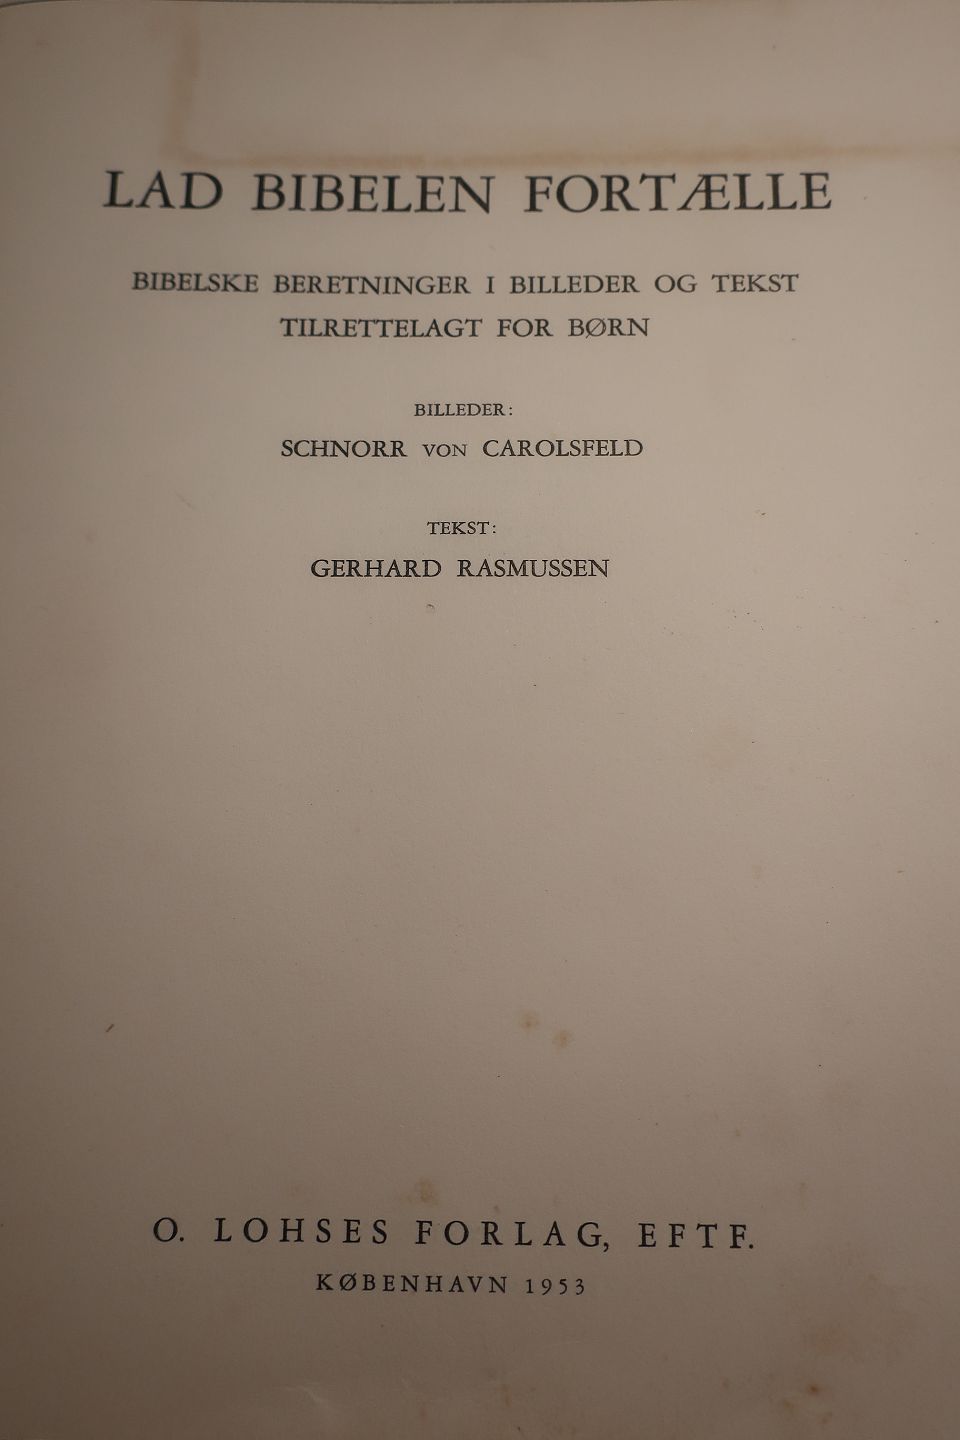 LAD BIBELEN FORTÆLLE
BIBELSKE BERETNINGER I BILLEDER OG TEKST
TILRETTELAGT FOR BØRN
BILLEDER:
SCHNORR VON CAROLSFELD
TEKST:
GERHARD RASMUSSEN
O. LOHSES FORLAG, EFTF.
KØBENHAVN 1953